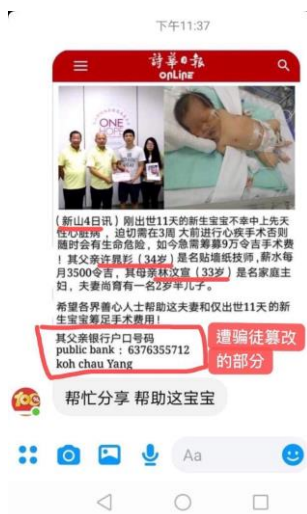 下午11:37
詩華日报
onLinE
ONE
HOPE
(新山4日讯) 刚出世11天的新生宝宝不幸中上先天
性心脏病，迫切需在3周 大前进行心疾手术否则
随时会有生命危险，如今急需筹募9万令吉手术费
！其父亲许晁彰（34岁）是名贴墙纸技师，薪水每
月3500令吉，其母亲林汶宣（33岁）是名家庭主
妇，夫妻尚育有一名2岁半儿子。
希望各界善心人士帮助这夫妻和仅出世11天的新
生宝宝筹足手术费用！
其父亲银行户口号码
public bank：6376355712
koh chau Yang
遭骗徒篡改
的部分
帮忙分享 帮助这宝宝
Aa